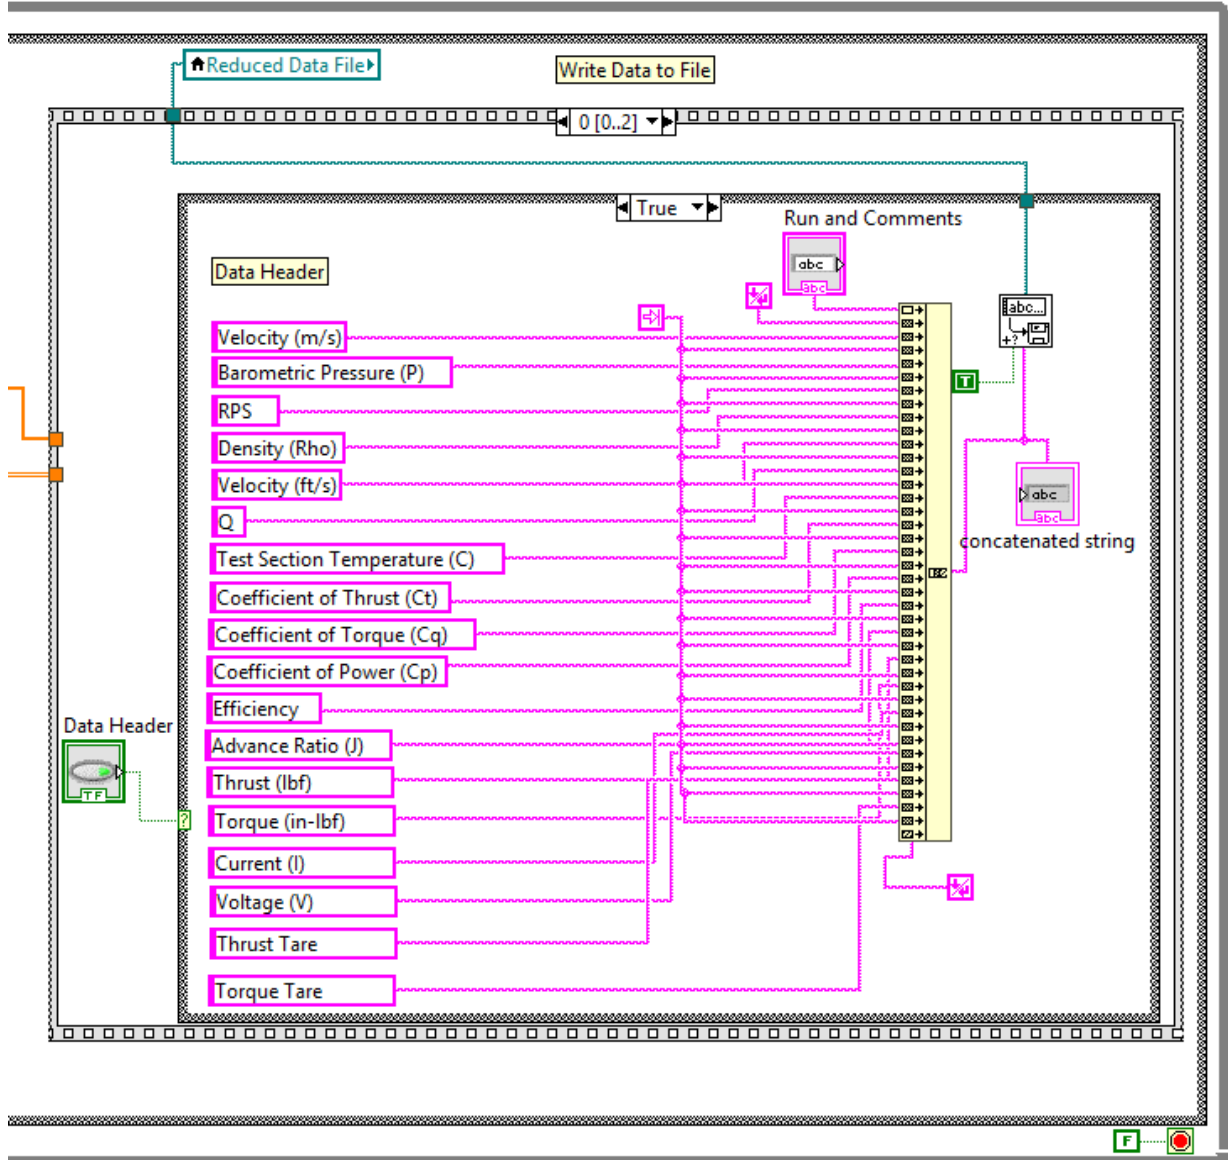 Reduced Data File
Write Data to File
0 [0..2]
True
Run and Comments
abc
abc
Data Header
abc...
+?
Velocity (m/s)
Barometric Pressure (P)
T
RPS
Density (Rho)
Velocity (ft/s)
abc
abc
Q
concatenated string
Test Section Temperature (C)
Coefficient of Thrust (Ct)
Coefficient of Torque (Cq)
Coefficient of Power (Cp)
Efficiency
Data Header
TF
?
Advance Ratio (J)
Thrust (lbf)
Torque (in-lbf)
Current (I)
Voltage (V)
Thrust Tare
Torque Tare
F